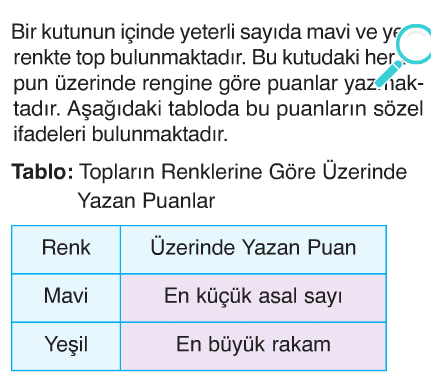 Bir kutunun içinde yeterli sayıda mavi ve
renkte top bulunmaktadır. Bu kutudaki her
pun üzerinde rengine göre puanlar yazmak-
tadır. Aşağıdaki tabloda bu puanların sözel
ifadeleri bulunmaktadır.
Tablo: Topların Renklerine Göre Üzerinde
Yazan Puanlar
Renk Üzerinde Yazan Puan
Mavi En küçük asal sayı
Yeşil En büyük rakam